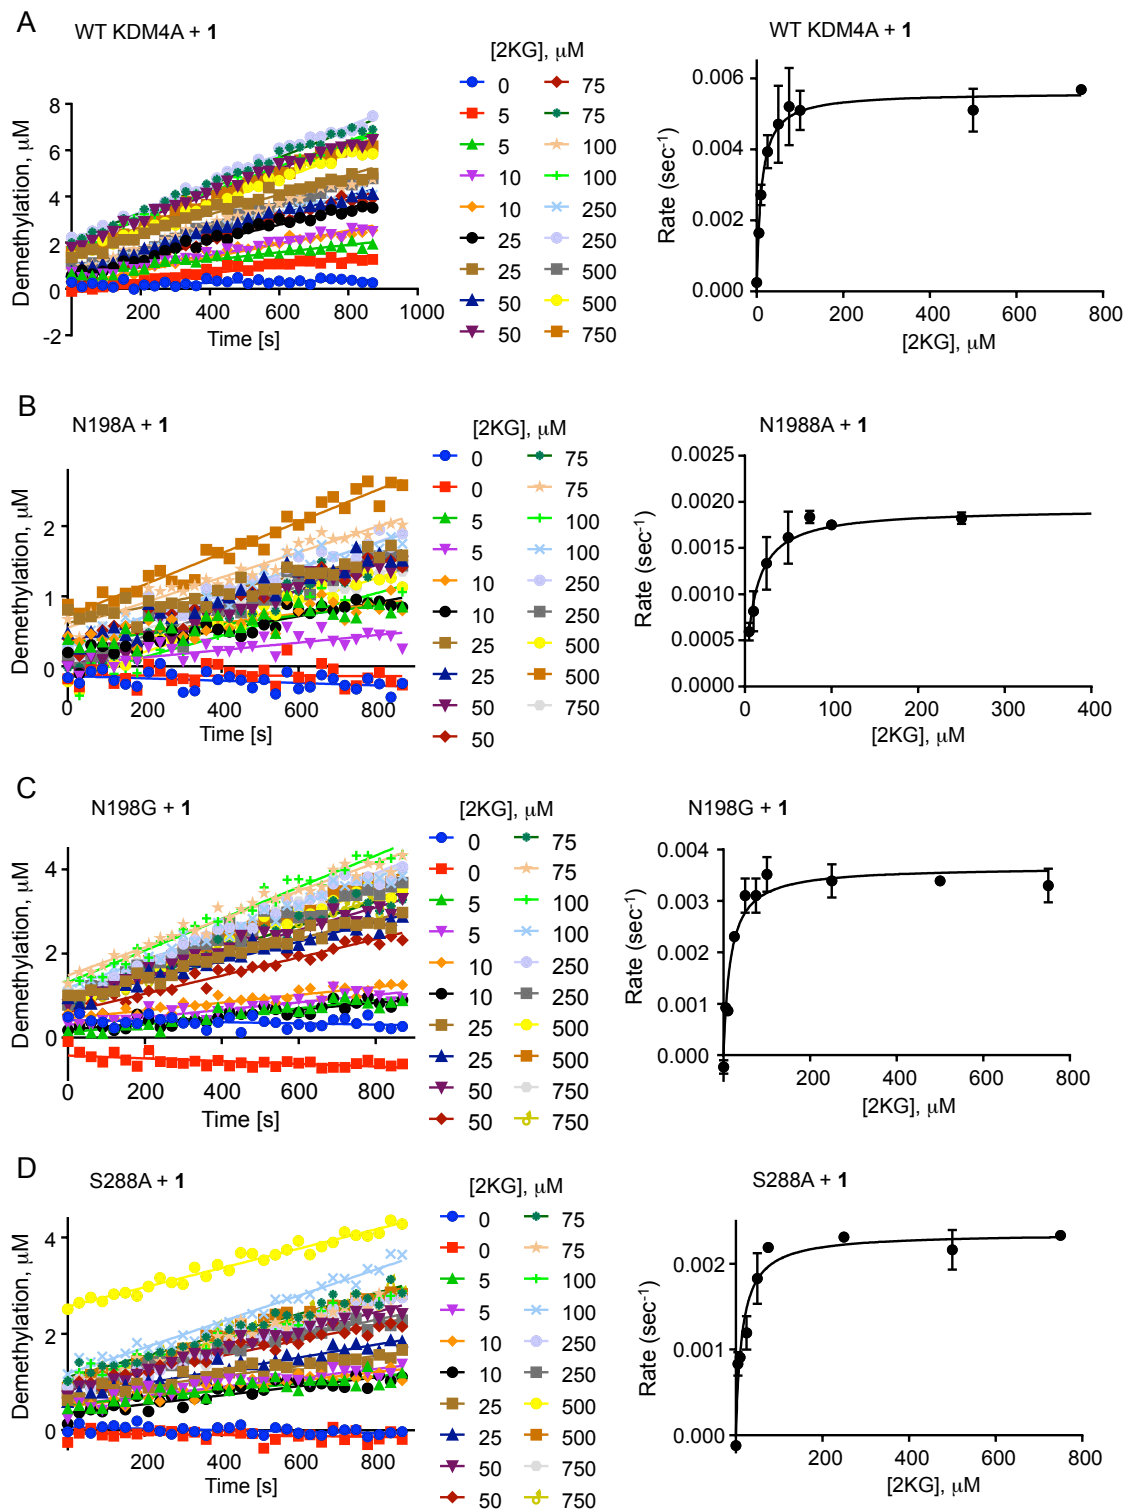 A
WT KDM4A + 1
Demethylation, μM
8
6
4
2
0
-2
200
400
600
800
1000
Time [s]
[2KG], μM
0 75
5 75
5 100
10 100
10 250
25 250
25 500
50 500
50 750
WT KDM4A + 1
Rate (sec-1)
0.006
0.004
0.002
0.000
0 200 400 600 800
[2KG], μM
B
N198A + 1
Demethylation, μM
2
1
0
0 200 400 600 800
Time [s]
[2KG], μM
0 75
0 75
5 100
5 100
10 250
10 250
25 500
25 500
50 750
50
N1988A + 1
Rate (sec-1)
0.0025
0.0020
0.0015
0.0010
0.0005
0.0000
0 100 200 300 400
[2KG], μM
C
N198G + 1
Demethylation, μM
4
2
0
0 200 400 600 800
Time [s]
[2KG], μM
0 75
0 75
5 100
5 100
10 250
10 250
25 500
25 500
50 750
50 750
N198G + 1
Rate (sec-1)
0.004
0.003
0.002
0.001
0.000
200 400 600 800
[2KG], μM
D
S288A + 1
Demethylation, μM
4
2
0
0 200 400 600 800
Time [s]
[2KG], μM
0 75
0 75
5 100
5 100
10 250
10 250
25 500
25 500
50 750
50 750
S288A + 1
Rate (sec-1)
0.002
0.001
0.000
200 400 600 800
[2KG], μM